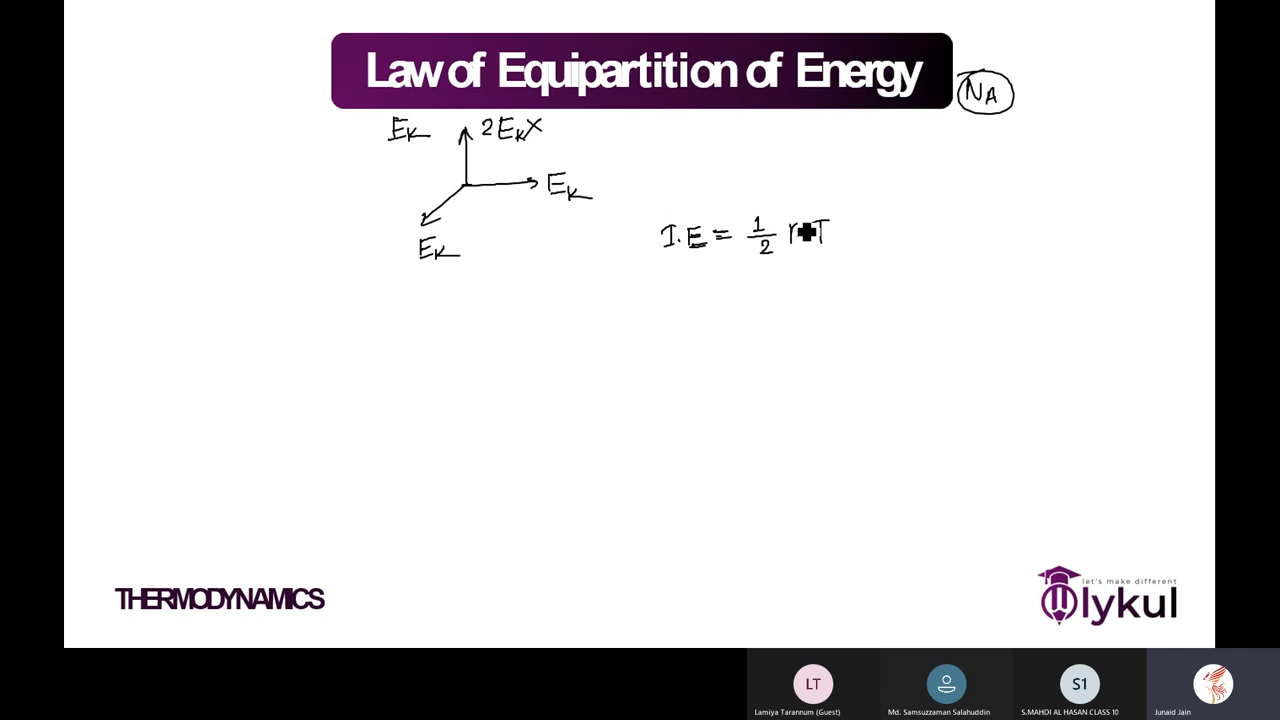 Law of Equipartition of Energy
NA
EK
2EKX
EK
EK
I.E = 1/2 T
THERMODYNAMICS
let's make different
lykul
LT
S1
Lamiya Tarannum (Guest)
Md. Samsuzzaman Salahuddin
S.MAHDI AL HASAN CLASS 10
Junaid Jain